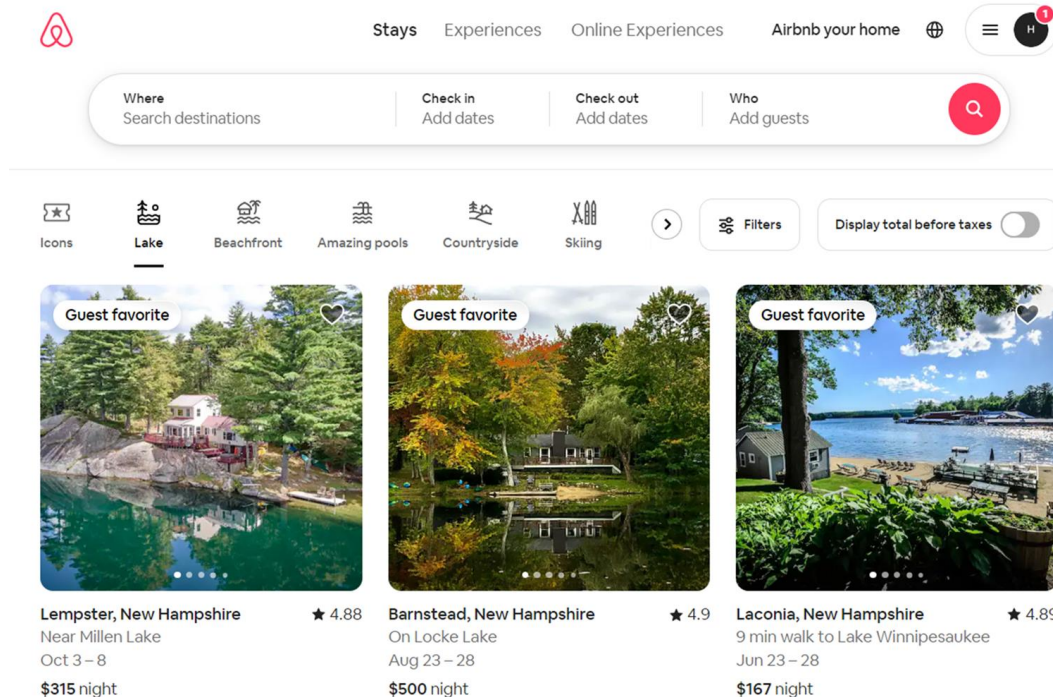 Stays Experiences Online Experiences Airbnb your home 1
H
Where Check in Check out Who
Search destinations Add dates Add dates Add guests
Icons Lake Beachfront Amazing pools Countryside Skiing Filters Display total before taxes
Guest favorite Guest favorite Guest favorite
Lempster, New Hampshire 4.88
Near Millen Lake
Oct 3 – 8
$315 night
Barnstead, New Hampshire 4.9
On Locke Lake
Aug 23 – 28
$500 night
Laconia, New Hampshire 4.89
9 min walk to Lake Winnipesaukee
Jun 23 – 28
$167 night